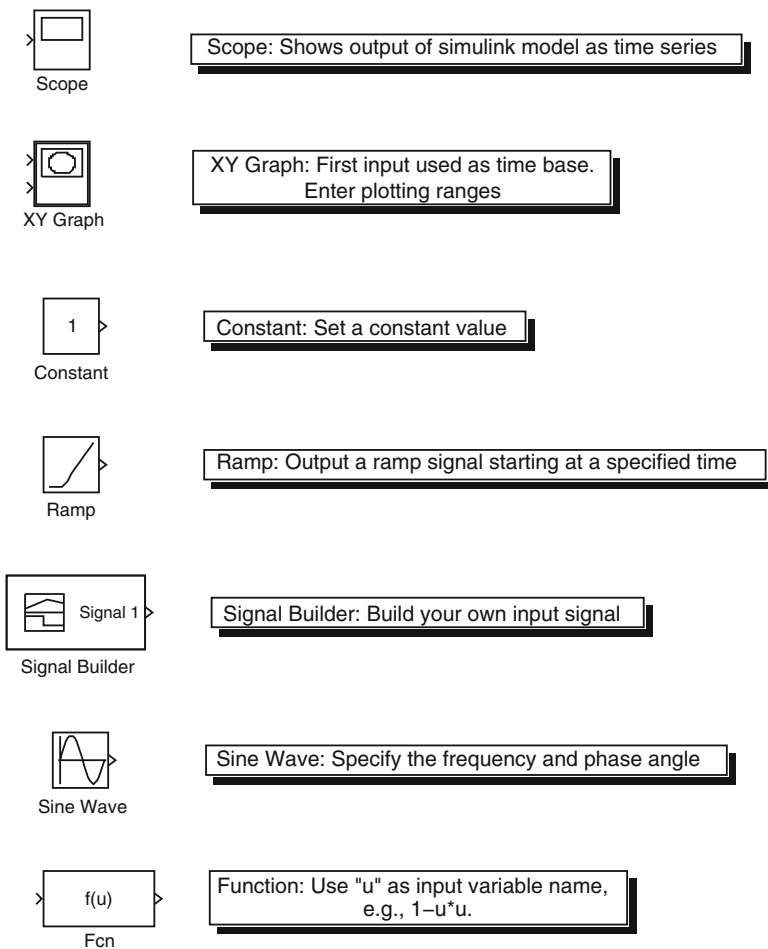 Scope: Shows output of simulink model as time series
Scope
XY Graph: First input used as time base.
Enter plotting ranges
XY Graph
1
Constant: Set a constant value
Constant
Ramp: Output a ramp signal starting at a specified time
Ramp
Signal 1
Signal Builder: Build your own input signal
Signal Builder
Sine Wave: Specify the frequency and phase angle
Sine Wave
f(u)
Function: Use "u" as input variable name,
e.g., 1−u*u.
Fcn